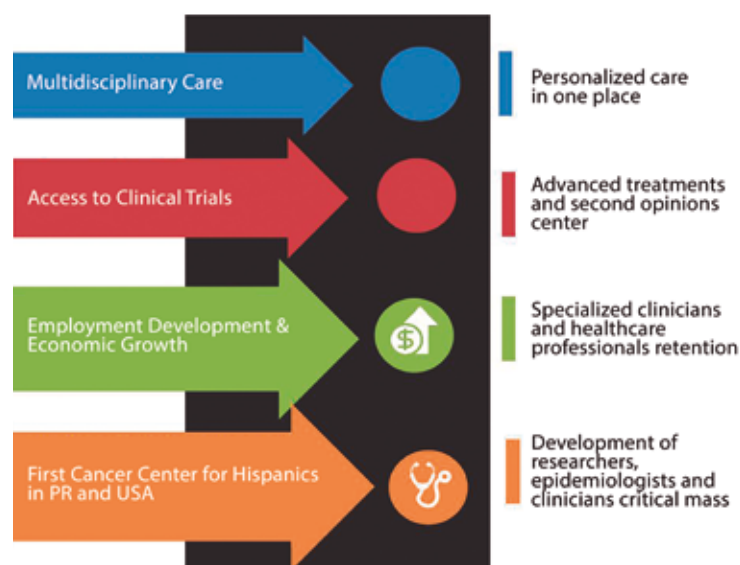 Multidisciplinary Care
Personalized care
in one place
Access to Clinical Trials
Advanced treatments
and second opinions
center
Employment Development &
Economic Growth
$
Specialized clinicians
and healthcare
professionals retention
First Cancer Center for Hispanics
in PR and USA
Development of
researchers,
epidemiologists and
clinicians critical mass